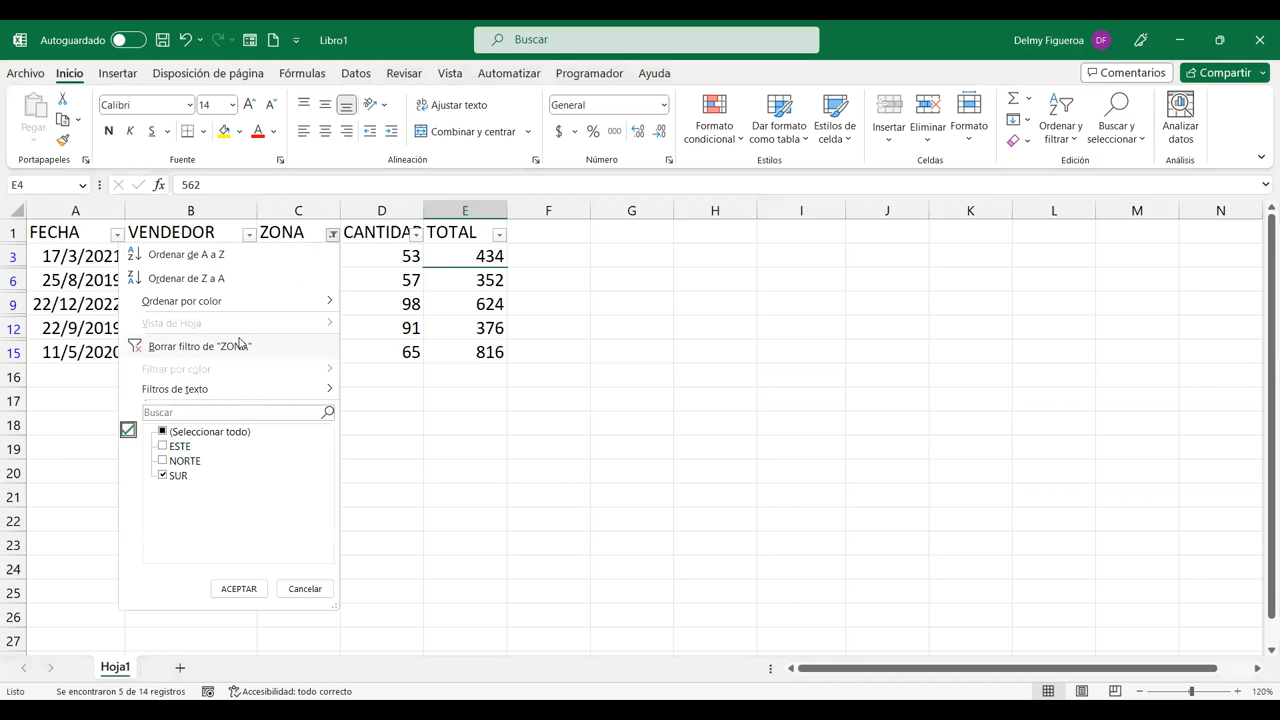 Autoguardado
Libro1
Buscar
Delmy Figueroa DF
Archivo Inicio Insertar Disposición de página Fórmulas Datos Revisar Vista Automatizar Programador Ayuda
Comentarios Compartir
Pegar
Calibri 14
N K S A
Ajustar texto
Combinar y centrar
General
$ % 000
Formato condicional
Dar formato como tabla
Estilos de celda
Insertar Eliminar Formato
Ordenar y filtrar
Buscar y seleccionar
Analizar datos
Portapapeles Fuente Alineación Número Estilos Celdas Edición Análisis
E4 fx 562
A B C D E F G H I J K L M N
1 FECHA VENDEDOR ZONA CANTIDAD TOTAL
3 17/3/2021 53 434
6 25/8/2019 57 352
9 22/12/2022 98 624
12 22/9/2019 91 376
15 11/5/2020 65 816
16
17
18
19
20
21
22
23
24
25
26
27
Ordenar de A a Z
Ordenar de Z a A
Ordenar por color
Vista de Hoja
Borrar filtro de "ZONA"
Filtrar por color
Filtros de texto
Buscar
(Seleccionar todo)
ESTE
NORTE
SUR
ACEPTAR Cancelar
Hoja1
Listo Se encontraron 5 de 14 registros Accesibilidad: todo correcto 120%